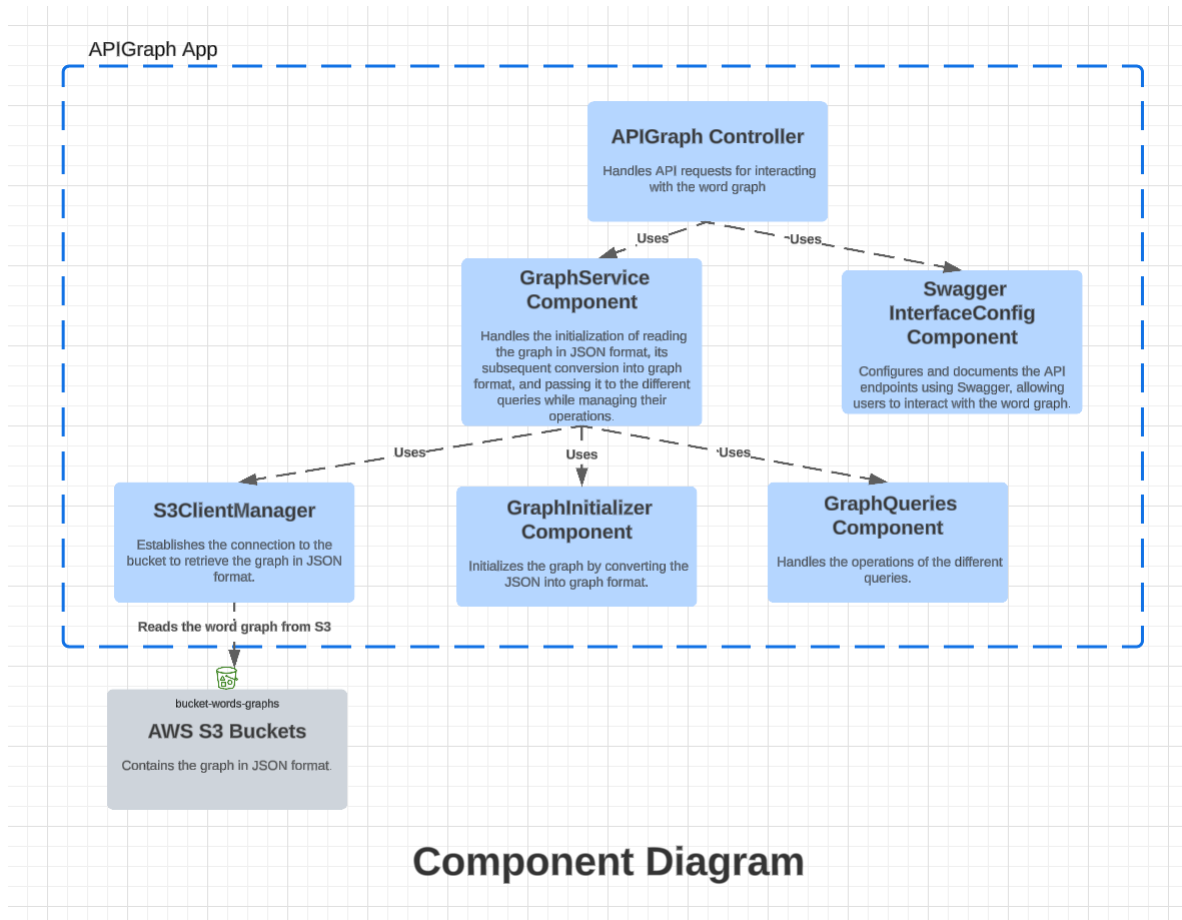 APIGraph App
APIGraph Controller
Handles API requests for interacting
with the word graph
Uses
Uses
GraphService
Component
Handles the initialization of reading
the graph in JSON format, its
subsequent conversion into graph
format, and passing it to the different
queries while managing their
operations.
Swagger
InterfaceConfig
Component
Configures and documents the API
endpoints using Swagger, allowing
users to interact with the word graph.
Uses
Uses
Uses
S3ClientManager
Establishes the connection to the
bucket to retrieve the graph in JSON
format.
GraphInitializer
Component
Initializes the graph by converting the
JSON into graph format.
GraphQueries
Component
Handles the operations of the different
queries.
Reads the word graph from S3
bucket-words-graphs
AWS S3 Buckets
Contains the graph in JSON format.
Component Diagram